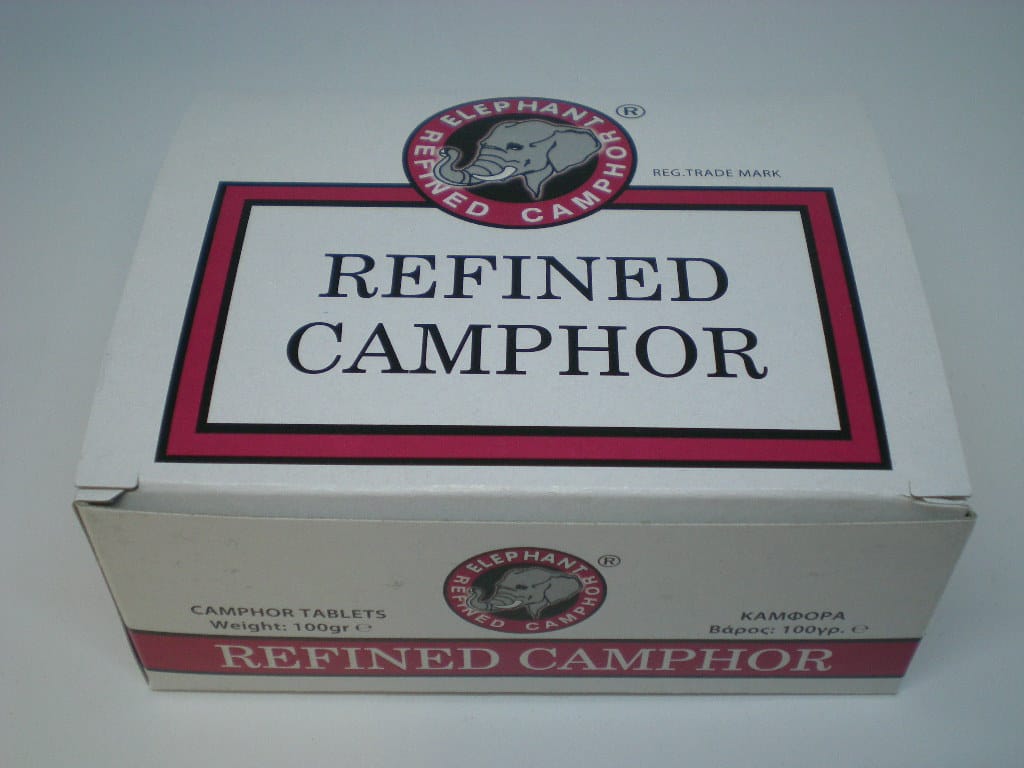 ELEPHANT
REFINED CAMPHOR
®
REG.TRADE MARK
REFINED
CAMPHOR
ELEPHANT
REFINED CAMPHOR
®
CAMPHOR TABLETS
Weight: 100gr ℮
ΚΑΜΦΟΡΑ
Βάρος: 100γρ. ℮
REFINED CAMPHOR